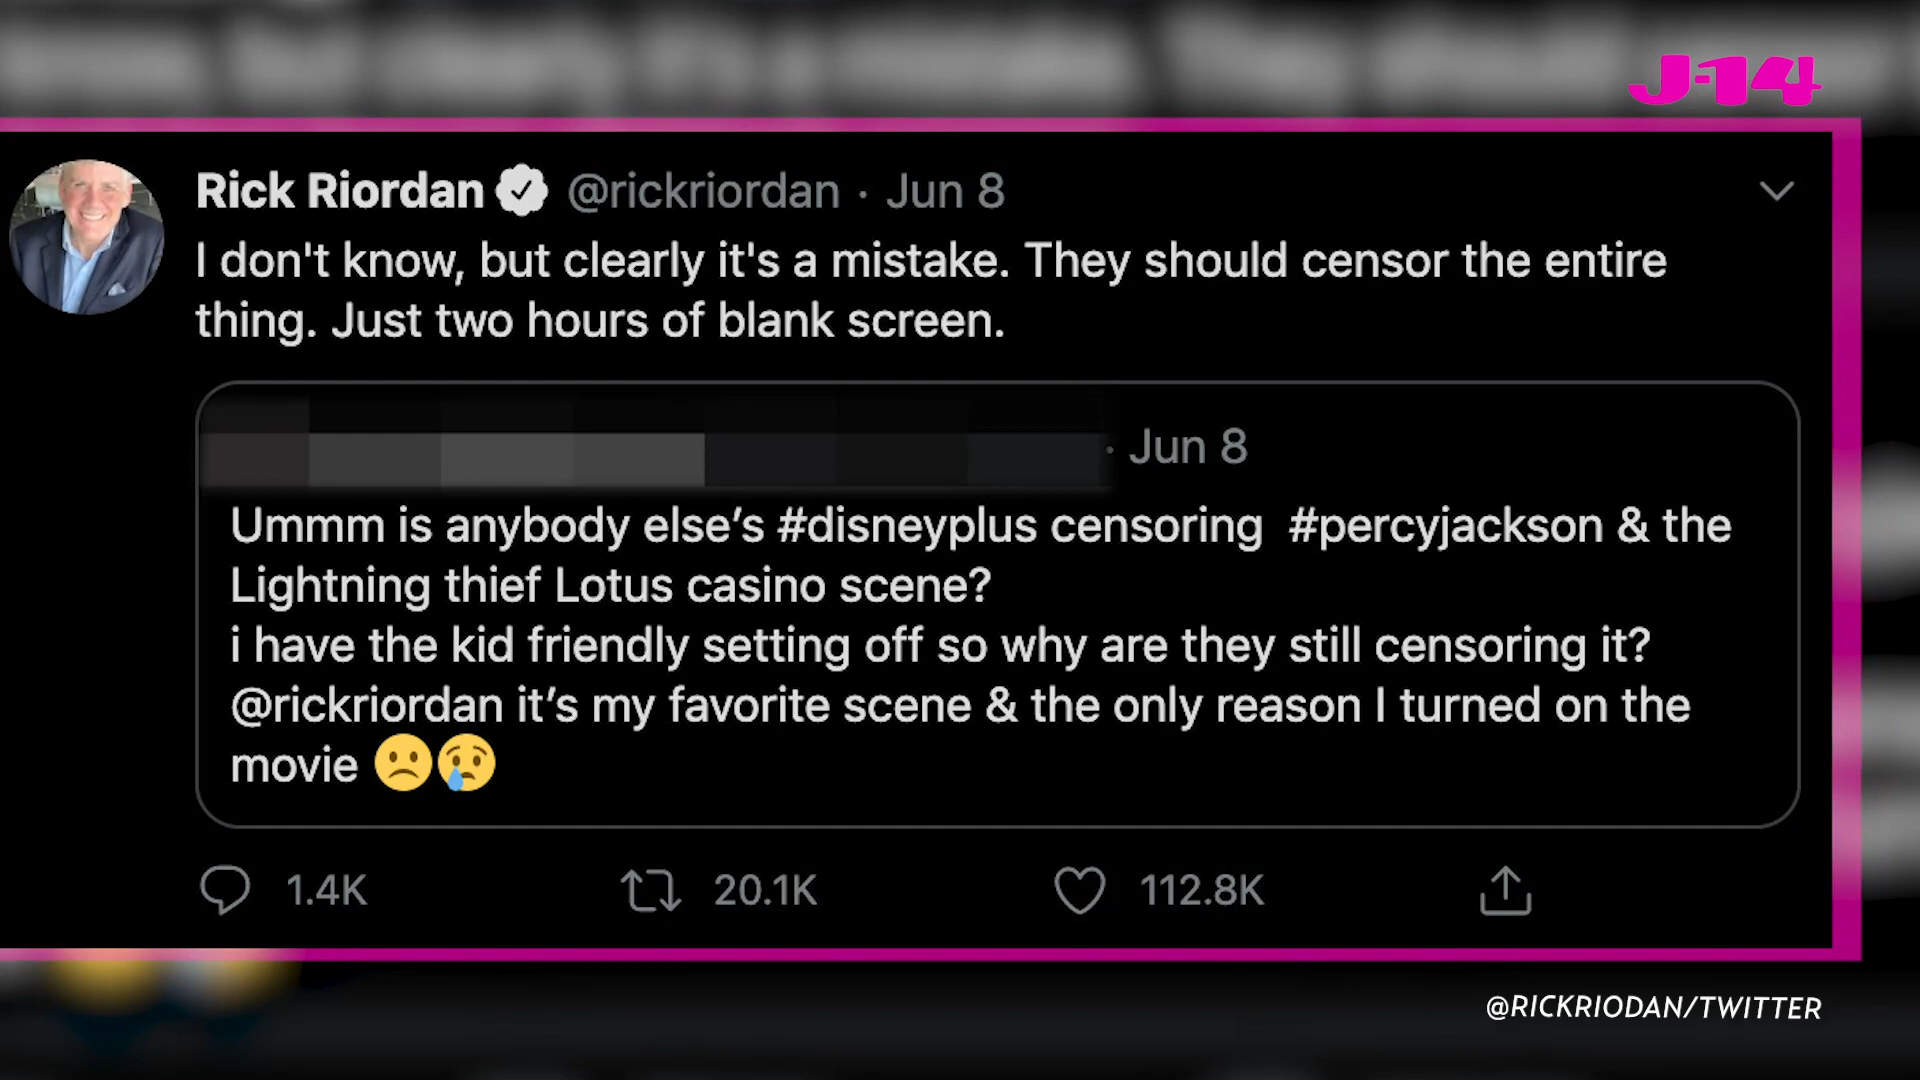 J-14
Rick Riordan @rickriordan · Jun 8
I don't know, but clearly it's a mistake. They should censor the entire
thing. Just two hours of blank screen.
· Jun 8
Ummm is anybody else’s #disneyplus censoring  #percyjackson & the
Lightning thief Lotus casino scene?
i have the kid friendly setting off so why are they still censoring it?
@rickriordan it’s my favorite scene & the only reason I turned on the
movie 🙁😢
1.4K 20.1K 112.8K
@RICKRIODAN/TWITTER